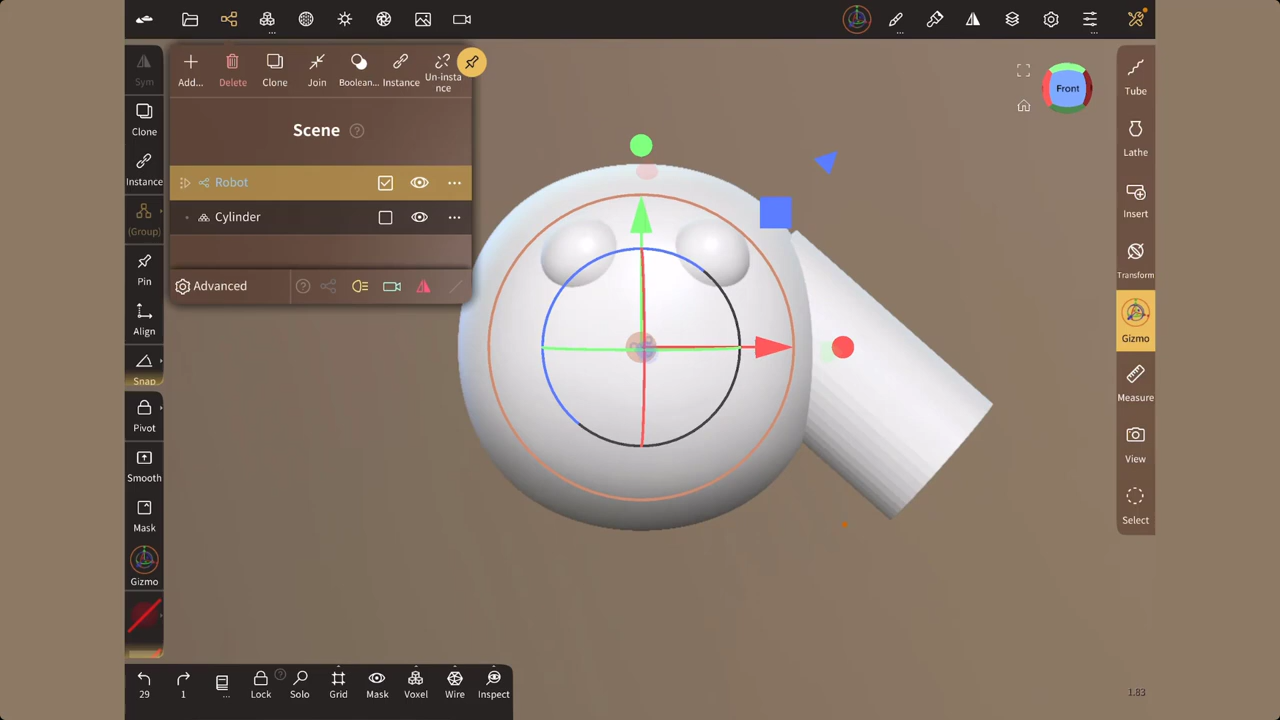 Add...
Delete
Clone
Join
Boolean...
Instance
Un-insta
nce
Scene ?
Robot
...
Cylinder
...
Advanced
?
Sym
Clone
Instance
(Group)
Pin
Align
Snap
Pivot
Smooth
Mask
Gizmo
Front
Tube
Lathe
Insert
Transform
Gizmo
Measure
View
Select
29
1
...
Lock
?
Solo
Grid
Mask
Voxel
Wire
Inspect
1.83